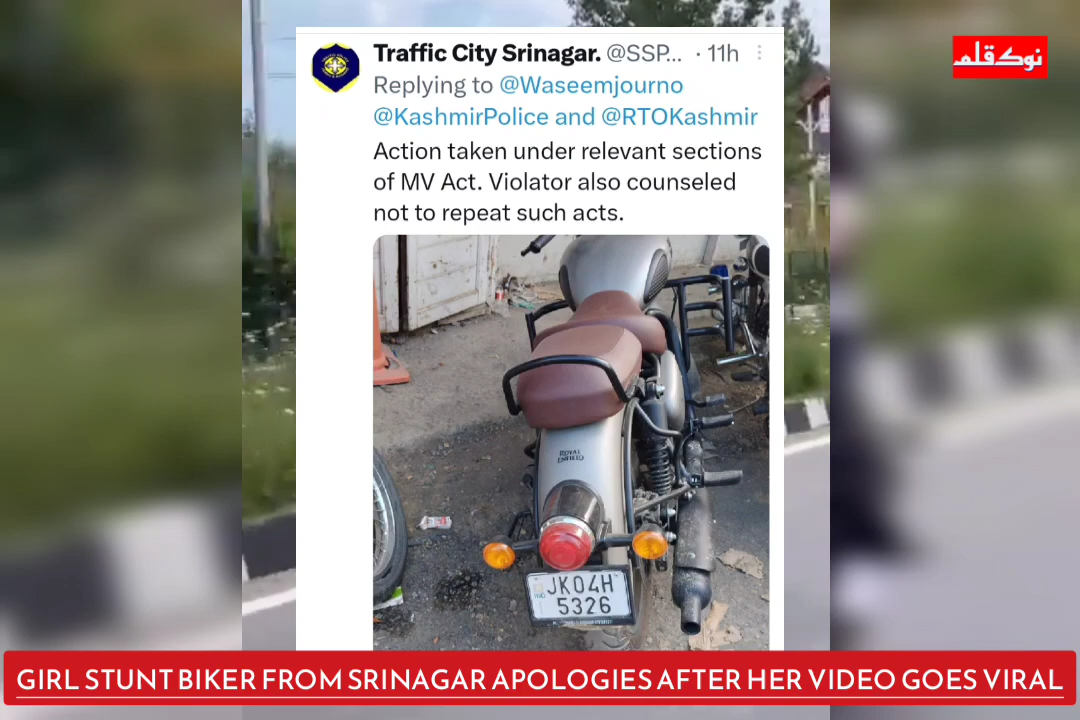 Traffic City Srinagar. @SSP... · 11h
نوک قلم
Replying to @Waseemjourno
@KashmirPolice and @RTOKashmir
Action taken under relevant sections
of MV Act. Violator also counseled
not to repeat such acts.
ROYAL
ENFIELD
JK04H
5326
GIRL STUNT BIKER FROM SRINAGAR APOLOGIES AFTER HER VIDEO GOES VIRAL